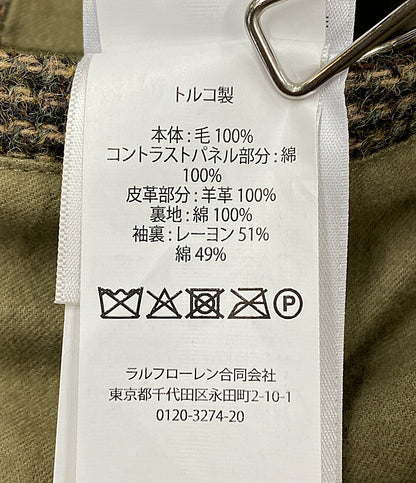 トルコ製
本体 : 毛 100%
コントラストパネル部分 : 綿
100%
皮革部分 : 羊革 100%
裏地 : 綿 100%
袖裏 : レーヨン 51%
綿 49%
P
ラルフローレン合同会社
東京都千代田区永田町2-10-1
0120-3274-20